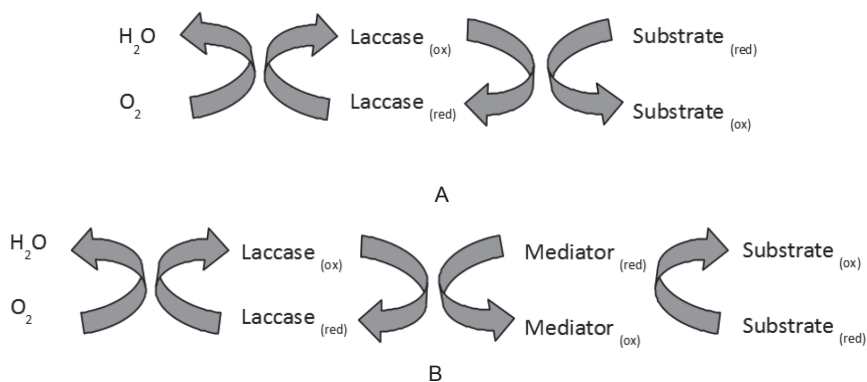 H₂O Laccase (ox) Substrate (red)
O₂ Laccase (red) Substrate (ox)
A
H₂O Laccase (ox) Mediator (red) Substrate (ox)
O₂ Laccase (red) Mediator (ox) Substrate (red)
B